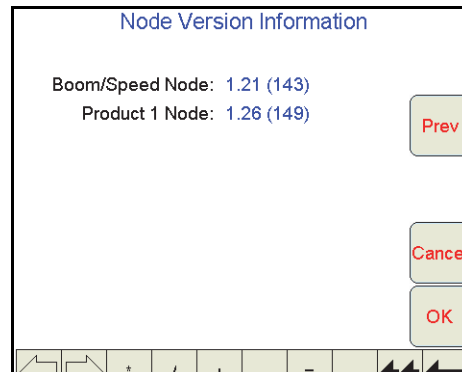 Node Version Information
Boom/Speed Node: 1.21 (143)
Product 1 Node: 1.26 (149)
Prev
Cance
OK